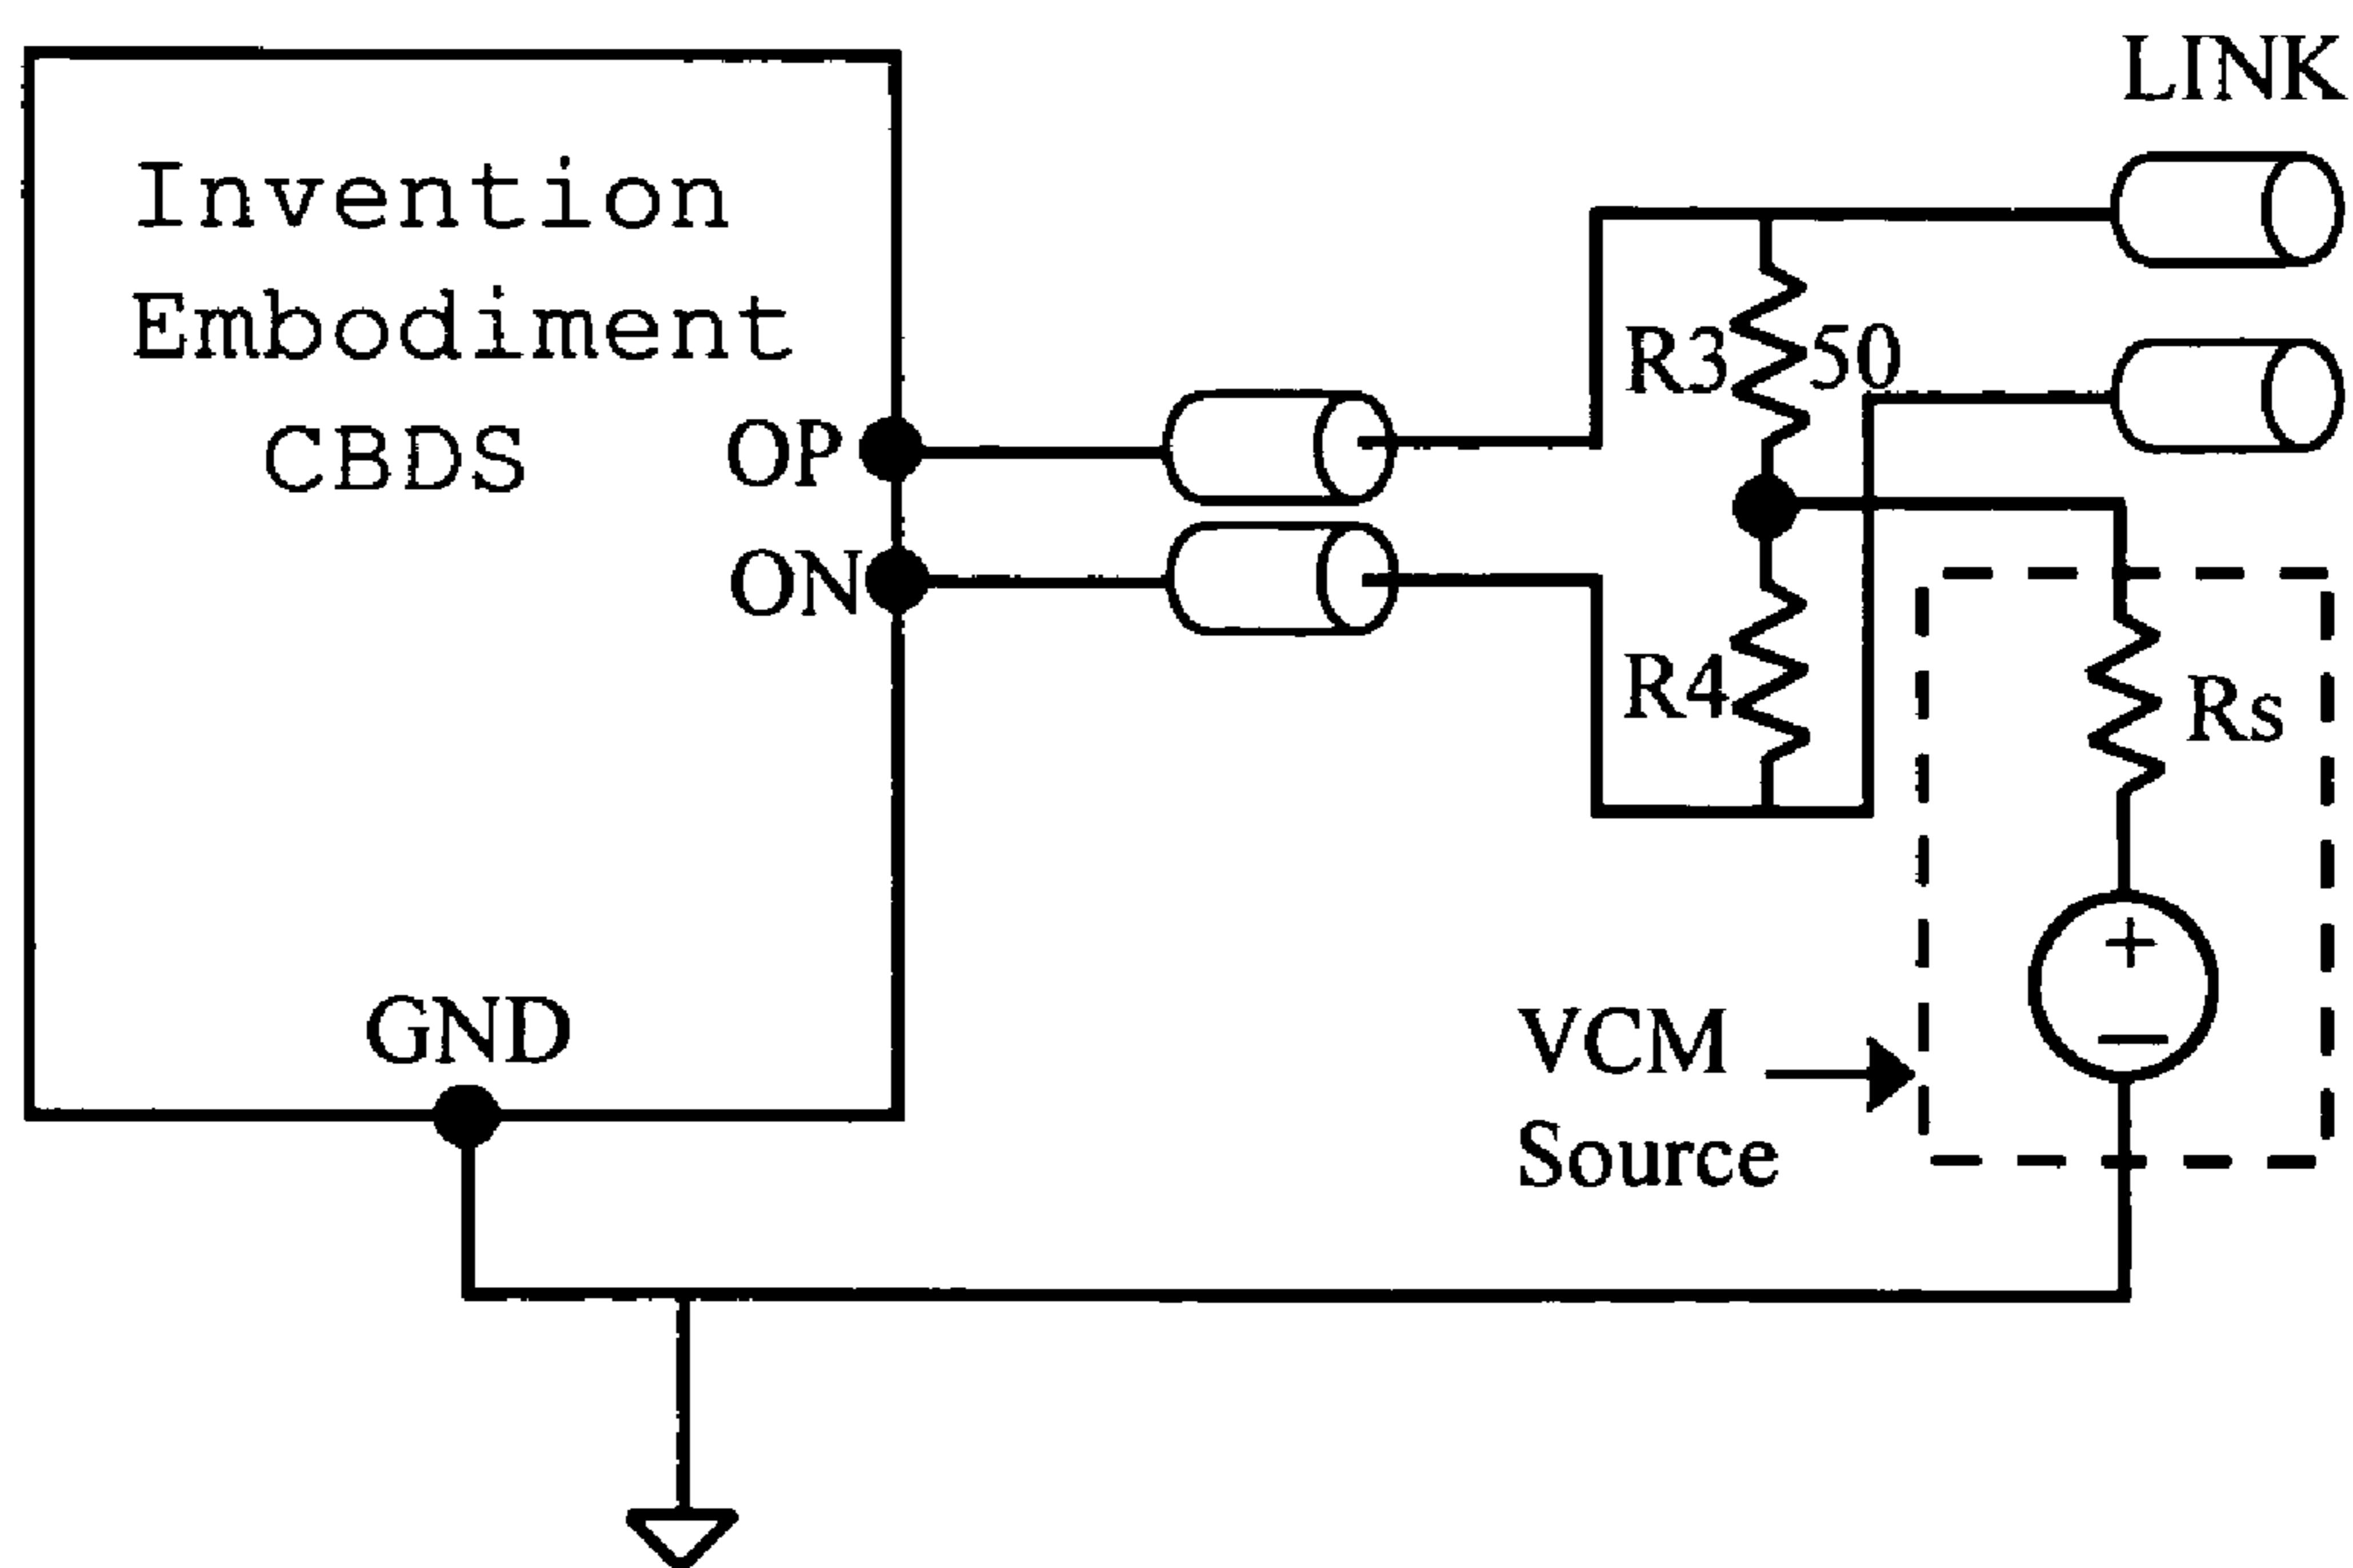 LINK
Invention
Embodiment
CBDS
OP
ON
R3
50
R4
Rs
GND
VCM
Source
+
−